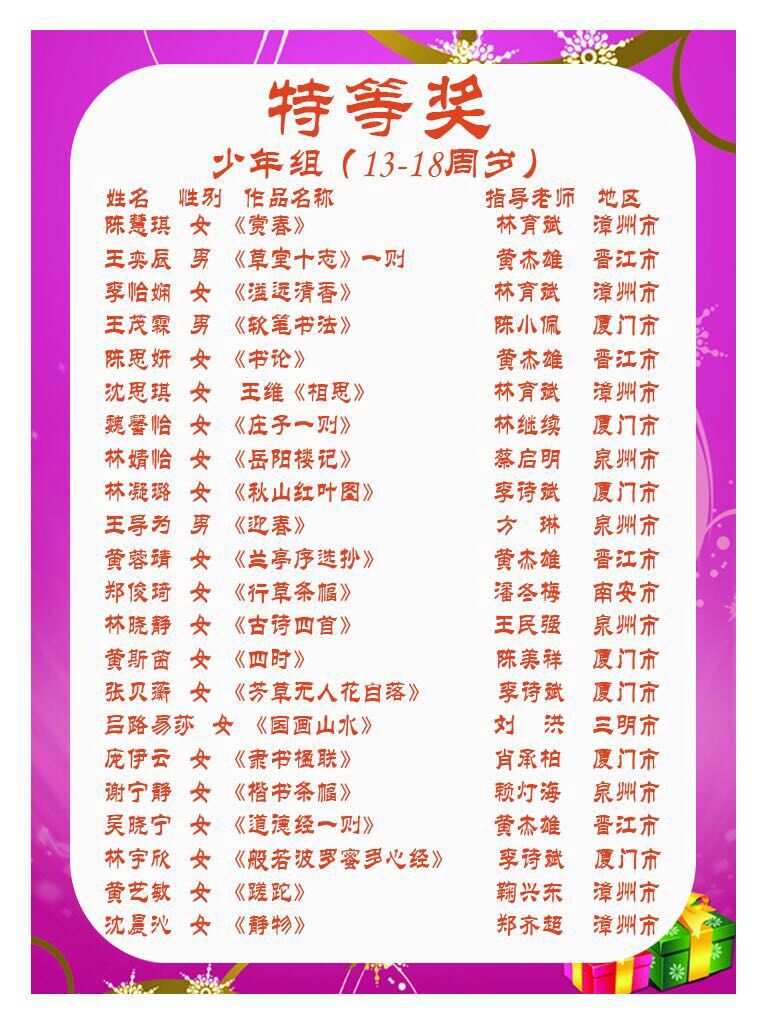 特等奖
少年组（13-18周岁）
姓名 性别 作品名称 指导老师 地区
陈慧琪 女 《赏春》 林育斌 漳州市
王奕辰 男 《草堂十志》一则 黄杰雄 晋江市
李怡娴 女 《溢远清香》 林育斌 漳州市
王茂霖 男 《软笔书法》 陈小佩 厦门市
陈思妍 女 《书论》 黄杰雄 晋江市
沈思琪 女 王维《相思》 林育斌 漳州市
魏馨怡 女 《庄子一则》 林继续 厦门市
林婧怡 女 《岳阳楼记》 蔡启明 泉州市
林凝璐 女 《秋山红叶图》 李诗斌 厦门市
王导为 男 《迎春》 方 琳 泉州市
黄蓉靖 女 《兰亭序选抄》 黄杰雄 晋江市
郑俊琦 女 《行草条幅》 潘冬梅 南安市
林晓静 女 《古诗四首》 王民强 泉州市
黄斯茵 女 《四时》 陈美祥 厦门市
张贝 女 《芳草无人花自落》 李诗斌 厦门市
吕路易莎 女 《国画山水》 刘 洪 三明市
庞伊云 女 《隶书楹联》 肖承柏 厦门市
谢宁静 女 《楷书条幅》 赖灯海 泉州市
吴晓宁 女 《道德经一则》 黄杰雄 晋江市
林宇欣 女 《般若波罗蜜多心经》 李诗斌 厦门市
黄艺敏 女 《蹉跎》 鞠兴东 漳州市
沈晨沁 女 《静物》 郑齐超 漳州市